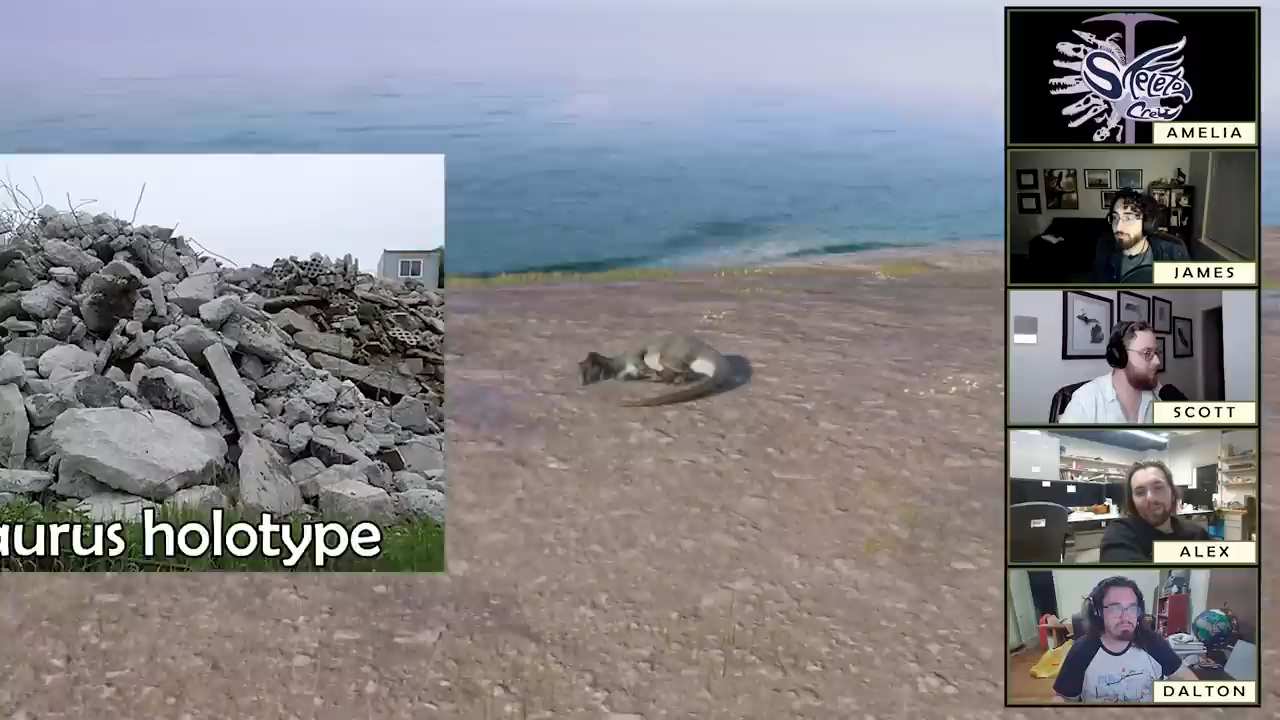 Skeleton
Crew
AMELIA
JAMES
SCOTT
ALEX
aurus holotype
DALTON